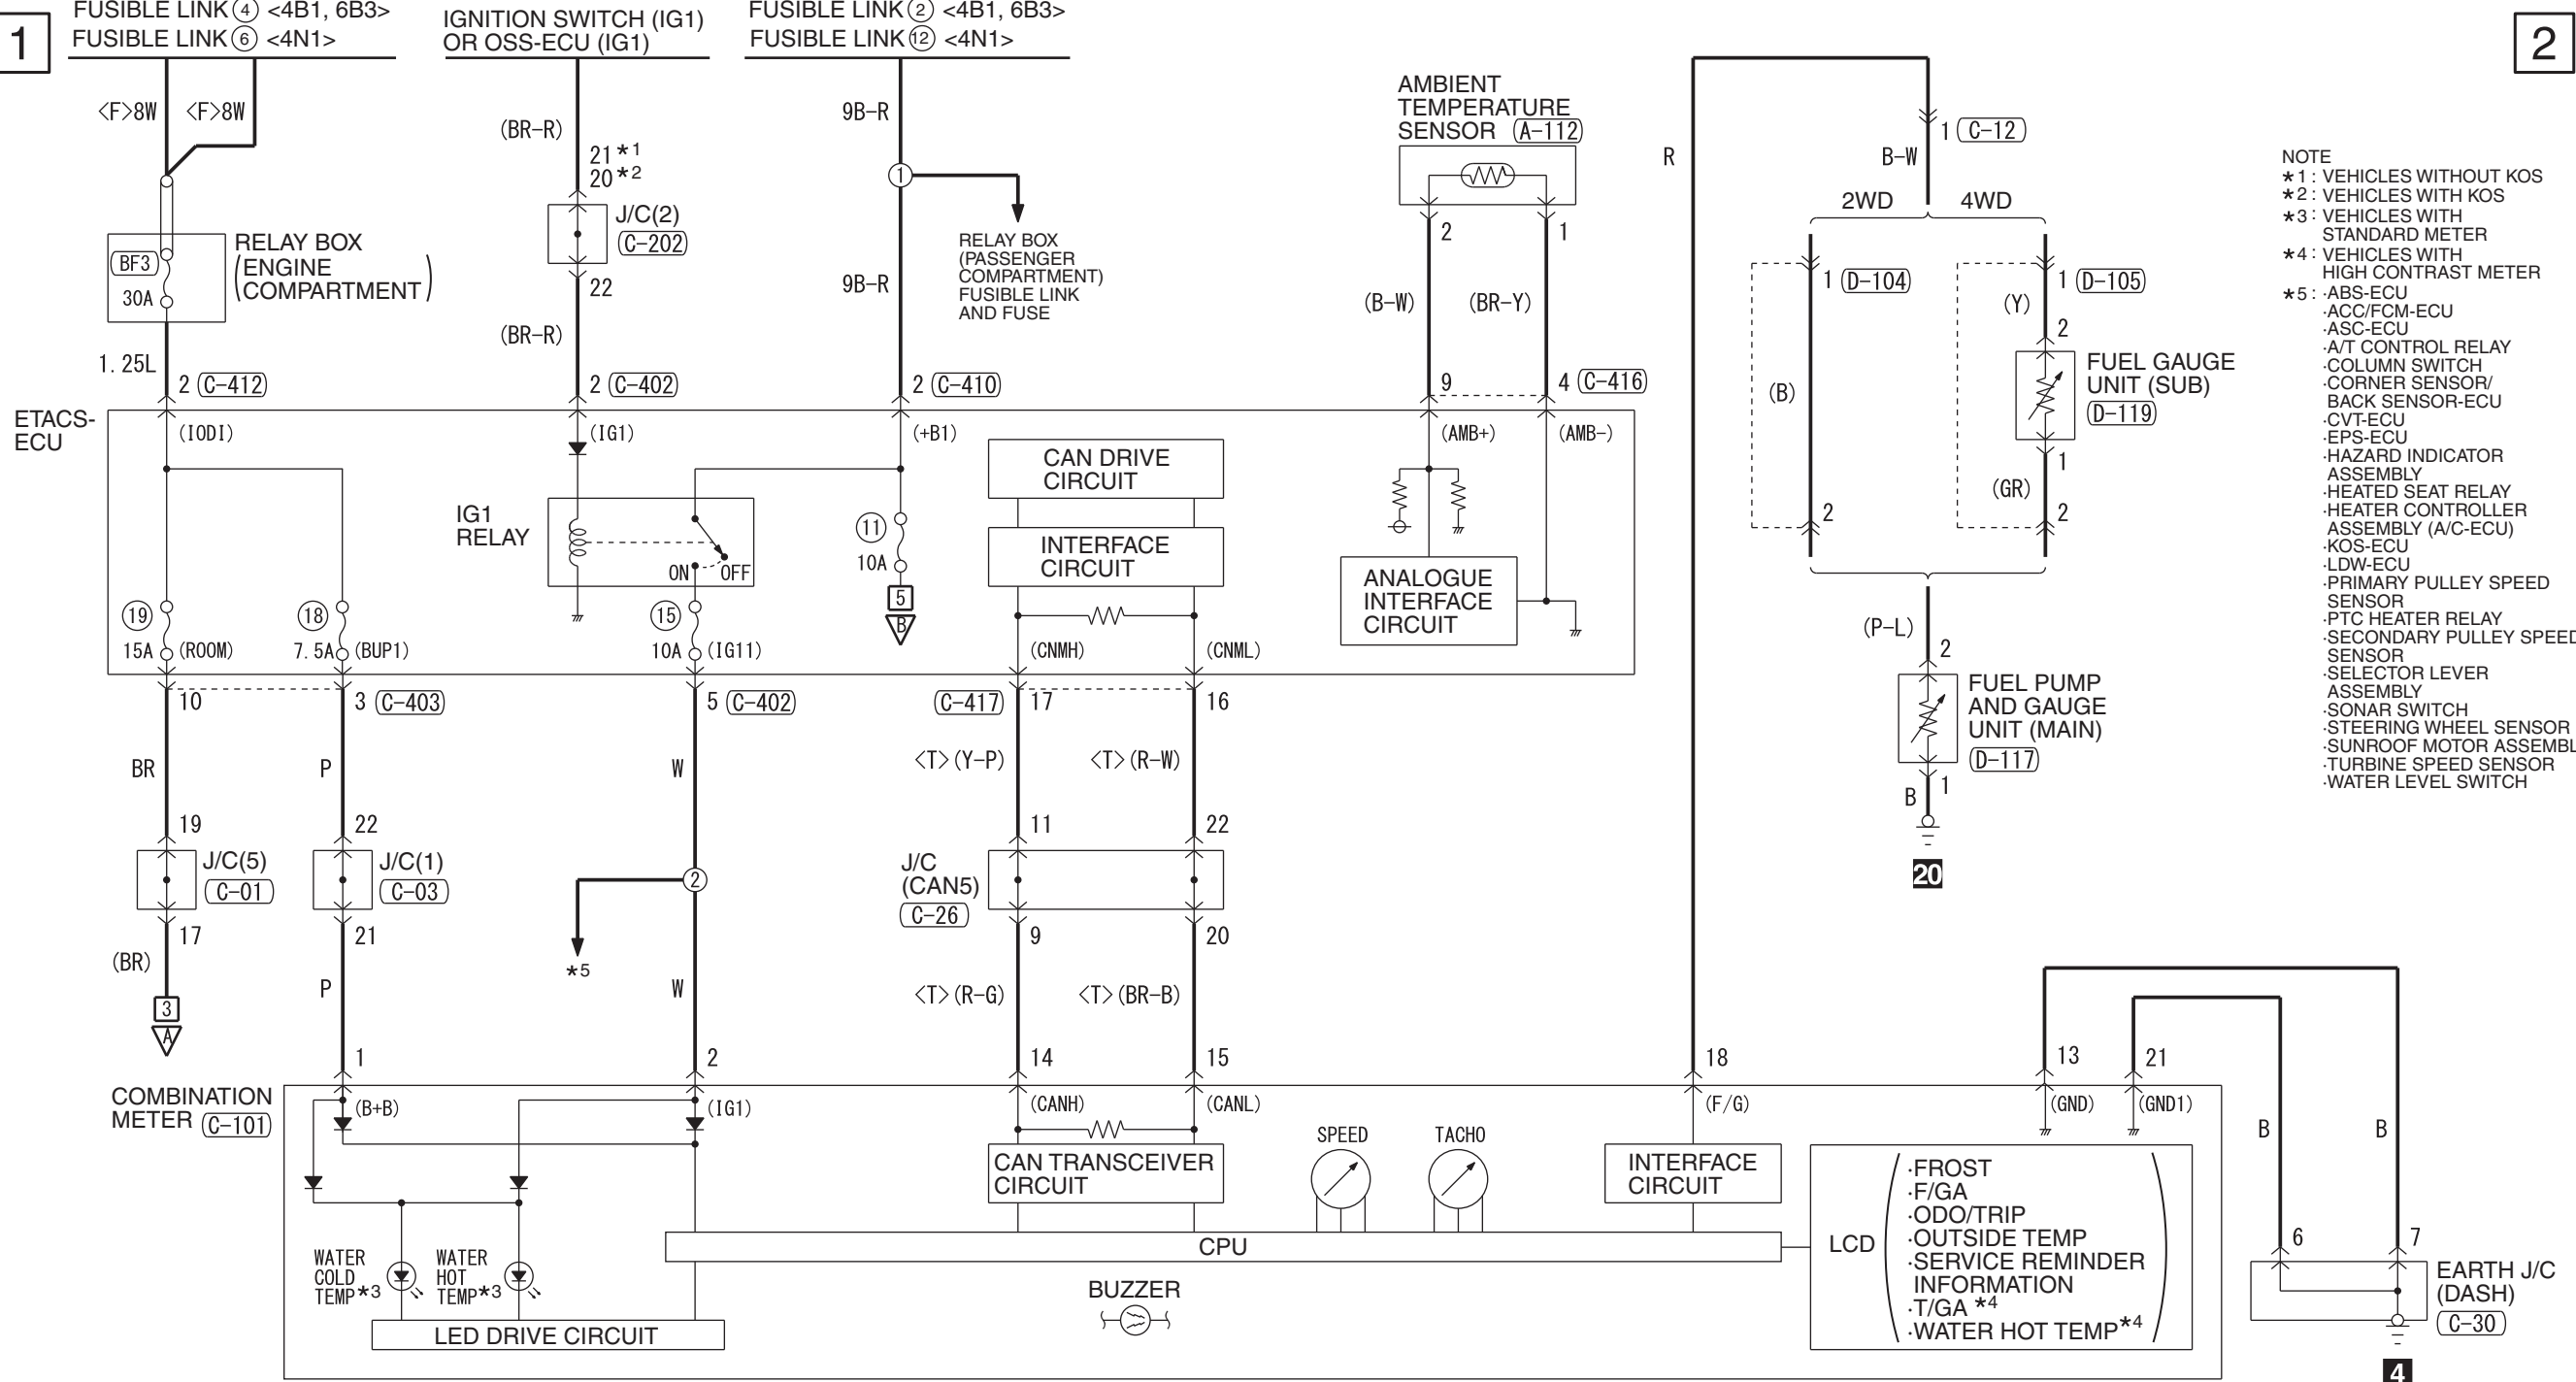 1
FUSIBLE LINK ④ <4B1, 6B3>
FUSIBLE LINK ⑥ <4N1>
IGNITION SWITCH (IG1)
OR OSS-ECU (IG1)
FUSIBLE LINK ② <4B1, 6B3>
FUSIBLE LINK ⑫ <4N1>
2
<F>8W
<F>8W
(BR-R)
21 *1
20 *2
J/C(2)
C-202
22
(BR-R)
9B-R
1
9B-R
RELAY BOX
(PASSENGER
COMPARTMENT)
FUSIBLE LINK
AND FUSE
BF3
30A
RELAY BOX
(ENGINE
COMPARTMENT)
1.25L
2 C-412
2 C-402
2 C-410
AMBIENT
TEMPERATURE
SENSOR A-112
2
1
(B-W)
(BR-Y)
9
4 C-416
R
1 C-12
B-W
2WD
4WD
1 D-104
(B)
2
1 D-105
(Y)
2
FUEL GAUGE
UNIT (SUB)
D-119
1
(GR)
2
(P-L)
2
FUEL PUMP
AND GAUGE
UNIT (MAIN)
D-117
1
B
20
NOTE
*1 : VEHICLES WITHOUT KOS
*2 : VEHICLES WITH KOS
*3 : VEHICLES WITH
STANDARD METER
*4 : VEHICLES WITH
HIGH CONTRAST METER
*5 : ·ABS-ECU
·ACC/FCM-ECU
·ASC-ECU
·A/T CONTROL RELAY
·COLUMN SWITCH
·CORNER SENSOR/
BACK SENSOR-ECU
·CVT-ECU
·EPS-ECU
·HAZARD INDICATOR
ASSEMBLY
·HEATED SEAT RELAY
·HEATER CONTROLLER
ASSEMBLY (A/C-ECU)
·KOS-ECU
·LDW-ECU
·PRIMARY PULLEY SPEED
SENSOR
·PTC HEATER RELAY
·SECONDARY PULLEY SPEED
SENSOR
·SELECTOR LEVER
ASSEMBLY
·SONAR SWITCH
·STEERING WHEEL SENSOR
·SUNROOF MOTOR ASSEMBL
·TURBINE SPEED SENSOR
·WATER LEVEL SWITCH
ETACS-
ECU
(IODI)
(IG1)
(+B1)
(AMB+)
(AMB-)
IG1
RELAY
ON
OFF
CAN DRIVE
CIRCUIT
INTERFACE
CIRCUIT
ANALOGUE
INTERFACE
CIRCUIT
11
10A
5
B
19
15A
(ROOM)
18
7.5A
(BUP1)
15
10A
(IG11)
(CNMH)
(CNML)
10
3 C-403
5 C-402
C-417 17
16
BR
P
W
<T>(Y-P)
<T>(R-W)
19
22
11
22
J/C(5)
C-01
J/C(1)
C-03
2
*5
J/C
(CAN5)
C-26
17
21
9
20
(BR)
P
W
<T>(R-G)
<T>(BR-B)
3
A
1
2
14
15
18
13
21
COMBINATION
METER C-101
(B+B)
(IG1)
(CANH)
(CANL)
(F/G)
(GND)
(GND1)
B
B
CAN TRANSCEIVER
CIRCUIT
SPEED
TACHO
INTERFACE
CIRCUIT
CPU
WATER
COLD
TEMP*3
WATER
HOT
TEMP*3
LED DRIVE CIRCUIT
BUZZER
LCD
·FROST
·F/GA
·ODO/TRIP
·OUTSIDE TEMP
·SERVICE REMINDER
INFORMATION
·T/GA *4
·WATER HOT TEMP*4
6
7
EARTH J/C
(DASH)
C-30
4